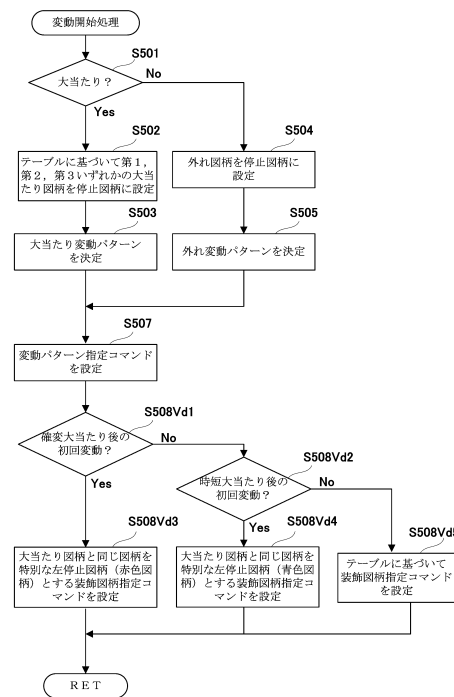 変動開始処理
S501
大当たり？
No
Yes
S502
テーブルに基づいて第１，
第２，第３いずれかの大当
たり図柄を停止図柄に設定
S504
外れ図柄を停止図柄に
設定
S503
大当たり変動パターン
を決定
S505
外れ変動パターンを決定
S507
変動パターン指定コマンド
を設定
S508Vd1
確変大当たり後の
初回変動？
No
Yes
S508Vd2
時短大当たり後の
初回変動？
No
Yes
S508Vd3
大当たり図柄と同じ図柄を
特別な左停止図柄（赤色図
柄）とする装飾図柄指定コ
マンドを設定
S508Vd4
大当たり図柄と同じ図柄を
特別な左停止図柄（青色図
柄）とする装飾図柄指定コ
マンドを設定
S508Vd5
テーブルに基づいて
装飾図柄指定コマンド
を設定
ＲＥＴ